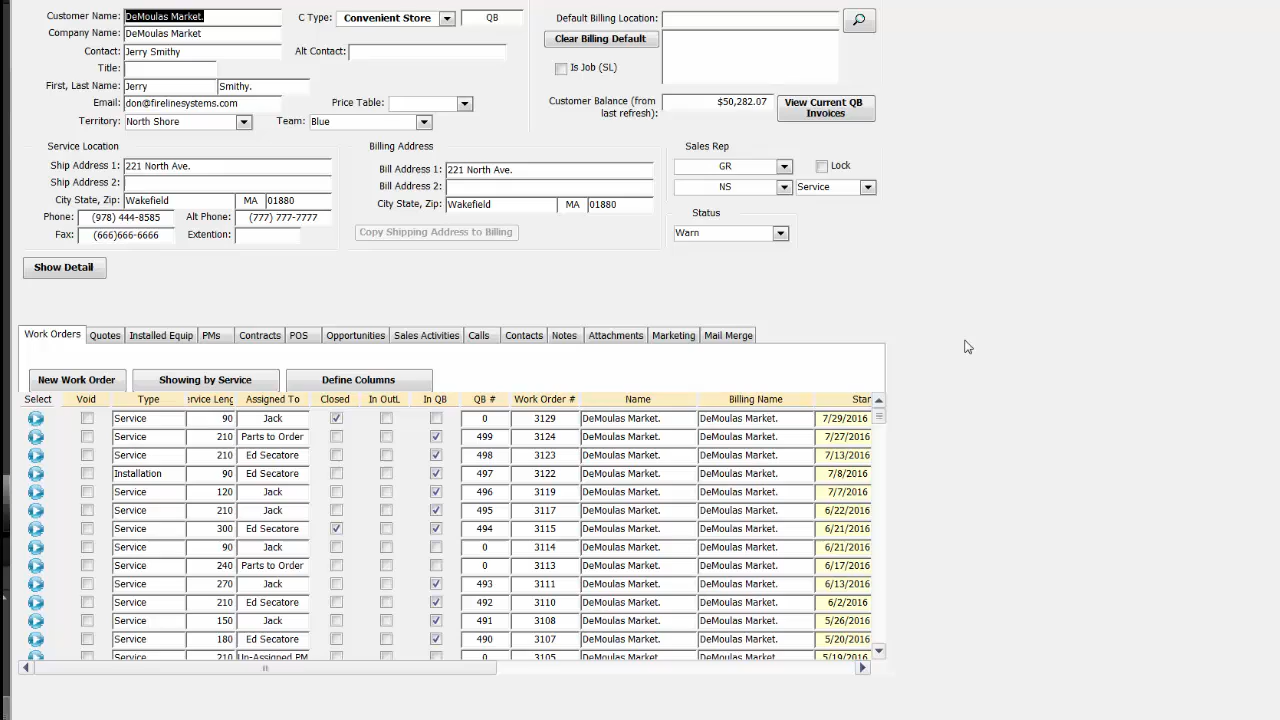 Customer Name: DeMoulas Market. C Type: Convenient Store QB Default Billing Location:
Company Name: DeMoulas Market Clear Billing Default
Contact: Jerry Smithy Alt Contact:
Title: Is Job (SL)
First, Last Name: Jerry Smithy.
Email: don@firelinesystems.com Price Table: Customer Balance (from last refresh): $50,282.07 View Current QB Invoices
Territory: North Shore Team: Blue
Service Location Billing Address Sales Rep
Ship Address 1: 221 North Ave. Bill Address 1: 221 North Ave. GR Lock
Ship Address 2: Bill Address 2: NS Service
City State, Zip: Wakefield MA 01880 City State, Zip: Wakefield MA 01880
Phone: (978) 444-8585 Alt Phone: (777) 777-7777 Status
Fax: (666)666-6666 Extention: Copy Shipping Address to Billing Warn
Show Detail
Work Orders Quotes Installed Equip PMs Contracts POS Opportunities Sales Activities Calls Contacts Notes Attachments Marketing Mail Merge
New Work Order Showing by Service Define Columns
Select Void Type ervice Leng Assigned To Closed In OutL In QB QB # Work Order # Name Billing Name Star
Service 90 Jack 0 3129 DeMoulas Market. DeMoulas Market. 7/29/2016
Service 210 Parts to Order 499 3124 DeMoulas Market. DeMoulas Market. 7/27/2016
Service 210 Ed Secatore 498 3123 DeMoulas Market. DeMoulas Market. 7/13/2016
Installation 90 Ed Secatore 497 3122 DeMoulas Market. DeMoulas Market. 7/8/2016
Service 120 Jack 496 3119 DeMoulas Market. DeMoulas Market. 7/7/2016
Service 210 Jack 495 3117 DeMoulas Market. DeMoulas Market. 6/22/2016
Service 300 Ed Secatore 494 3115 DeMoulas Market. DeMoulas Market. 6/21/2016
Service 90 Jack 0 3114 DeMoulas Market. DeMoulas Market. 6/21/2016
Service 240 Parts to Order 0 3113 DeMoulas Market. DeMoulas Market. 6/17/2016
Service 270 Jack 493 3111 DeMoulas Market. DeMoulas Market. 6/13/2016
Service 210 Ed Secatore 492 3110 DeMoulas Market. DeMoulas Market. 6/2/2016
Service 150 Jack 491 3108 DeMoulas Market. DeMoulas Market. 5/26/2016
Service 180 Ed Secatore 490 3107 DeMoulas Market. DeMoulas Market. 5/20/2016
Service 210 Un-Assigned PM 0 3105 DeMoulas Market. DeMoulas Market. 5/19/2016